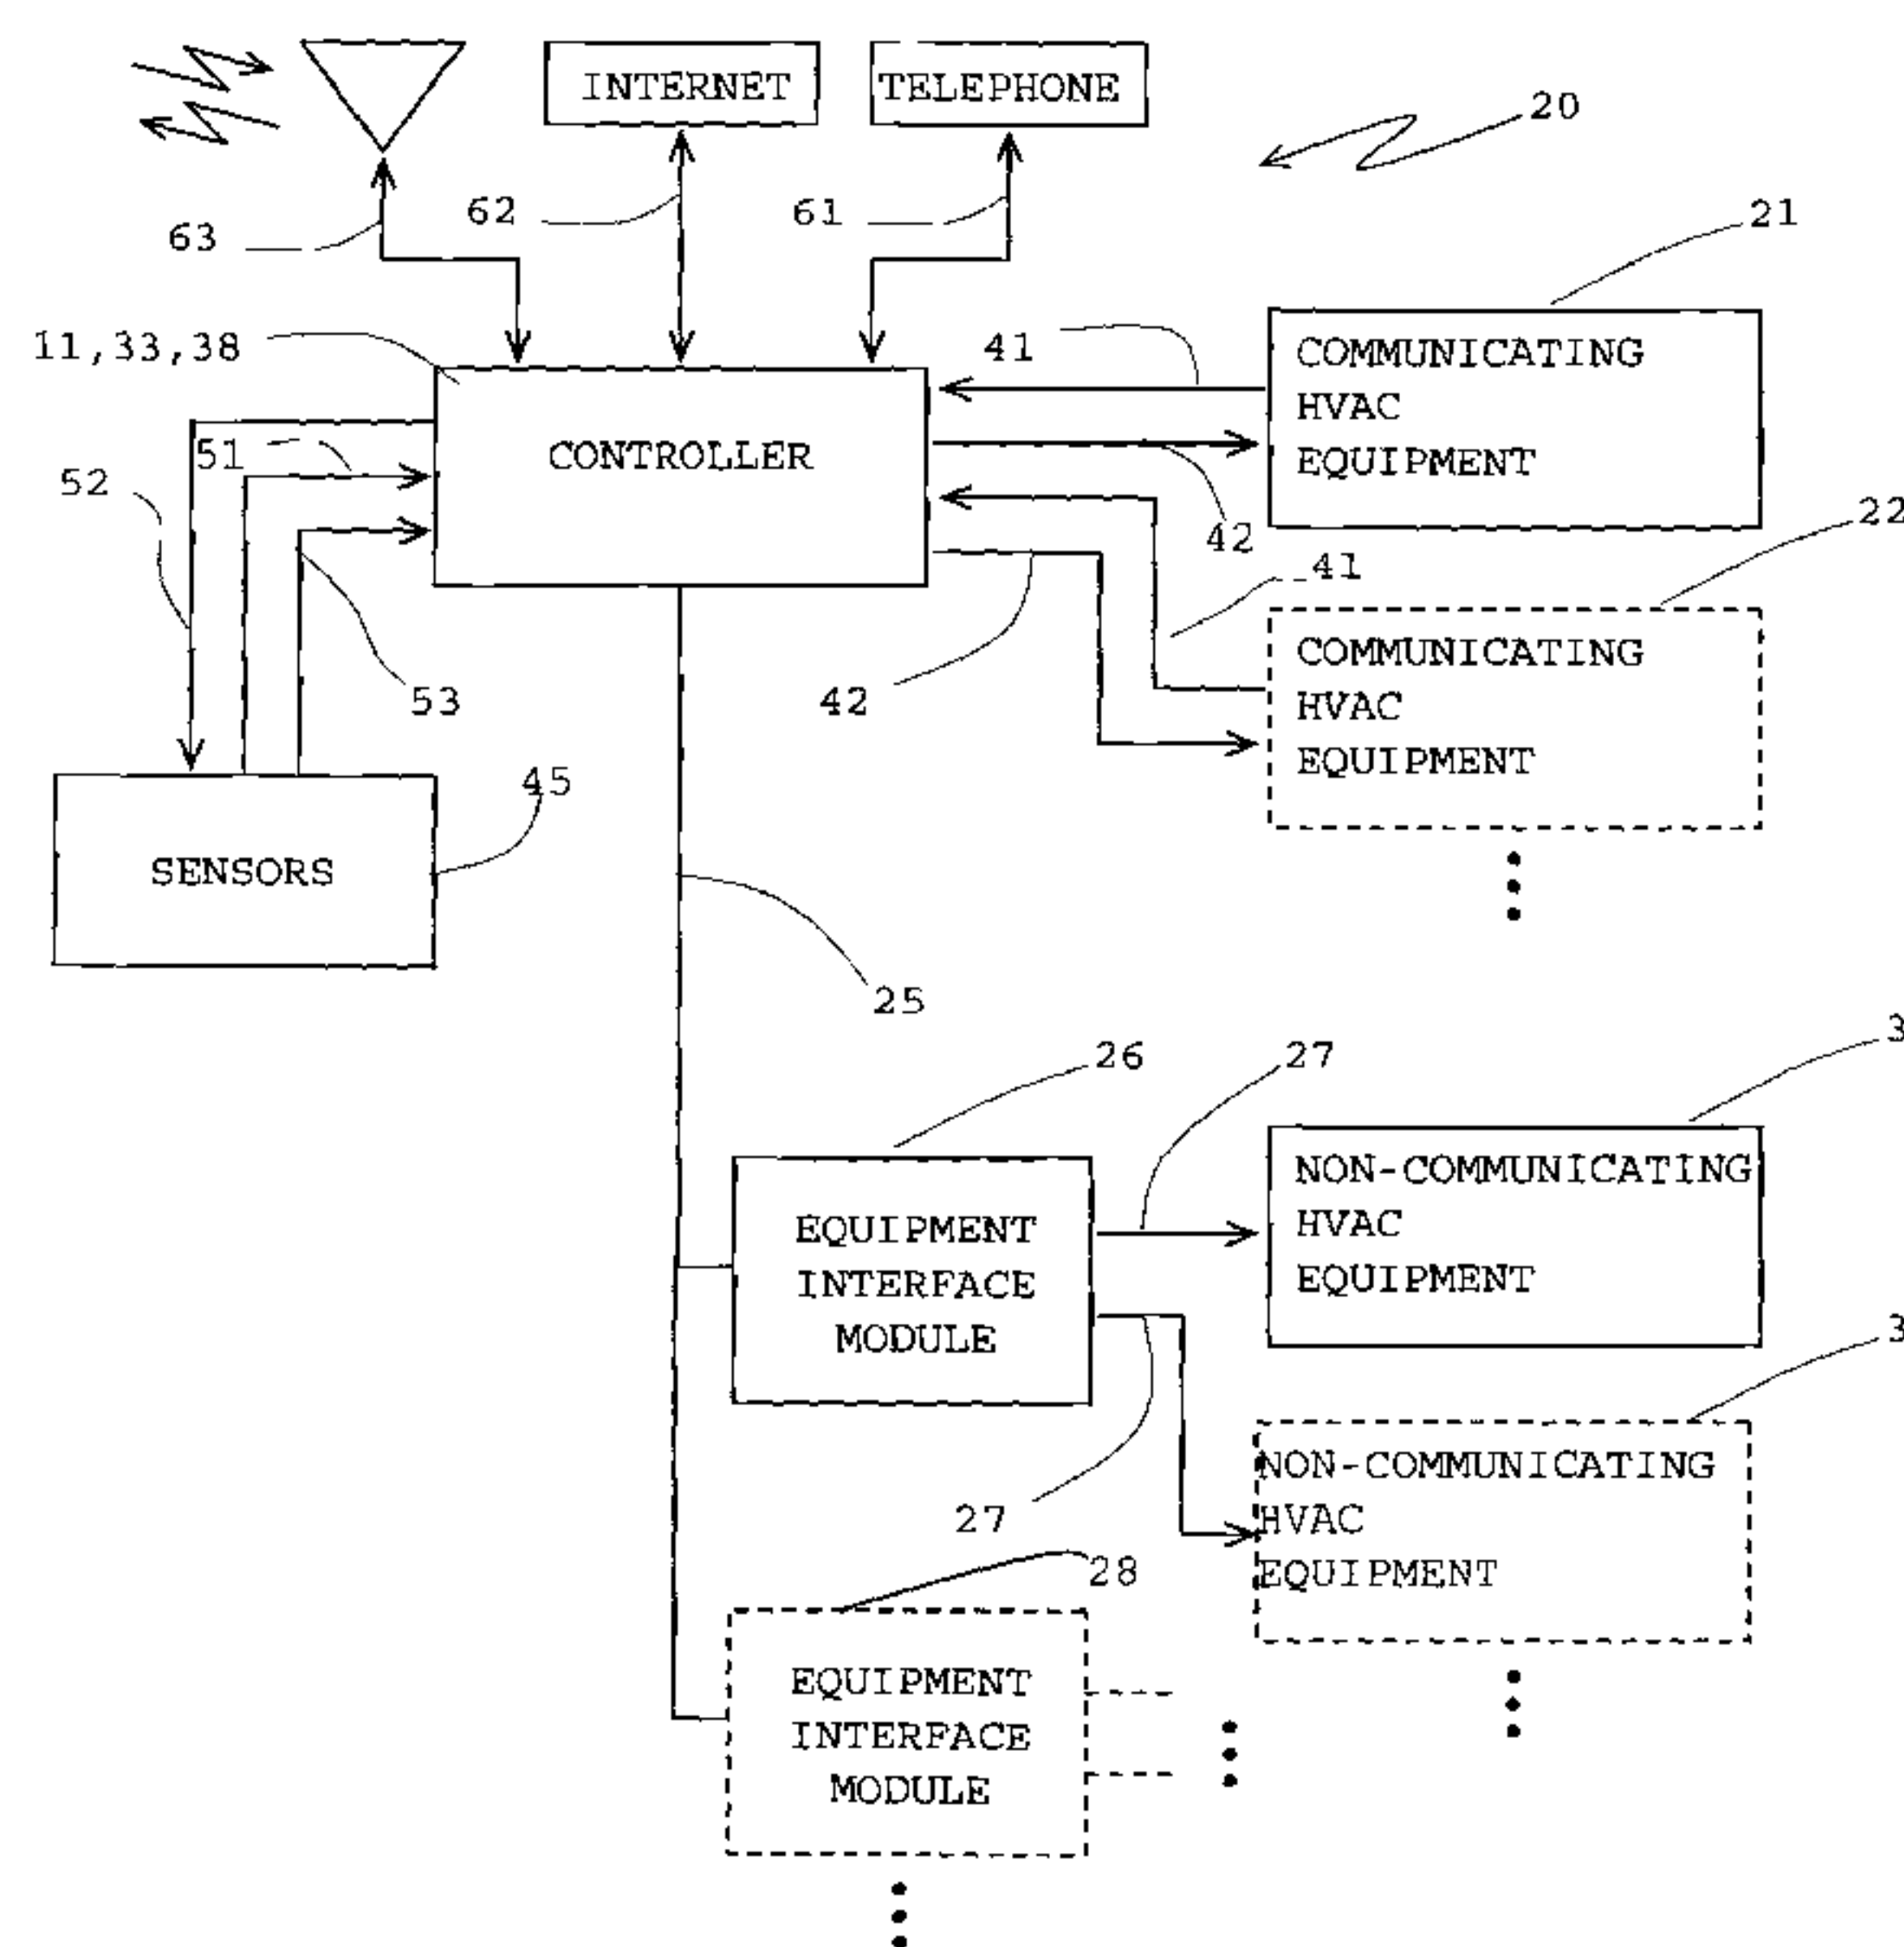 INTERNET
TELEPHONE
20
63
62
61
21
11,33,38
41
COMMUNICATING
HVAC
EQUIPMENT
CONTROLLER
51
52
42
22
41
COMMUNICATING
HVAC
EQUIPMENT
53
42
45
SENSORS
25
26
27
3
NON-COMMUNICATING
HVAC
EQUIPMENT
EQUIPMENT
INTERFACE
MODULE
3
NON-COMMUNICATING
HVAC
EQUIPMENT
27
28
EQUIPMENT
INTERFACE
MODULE